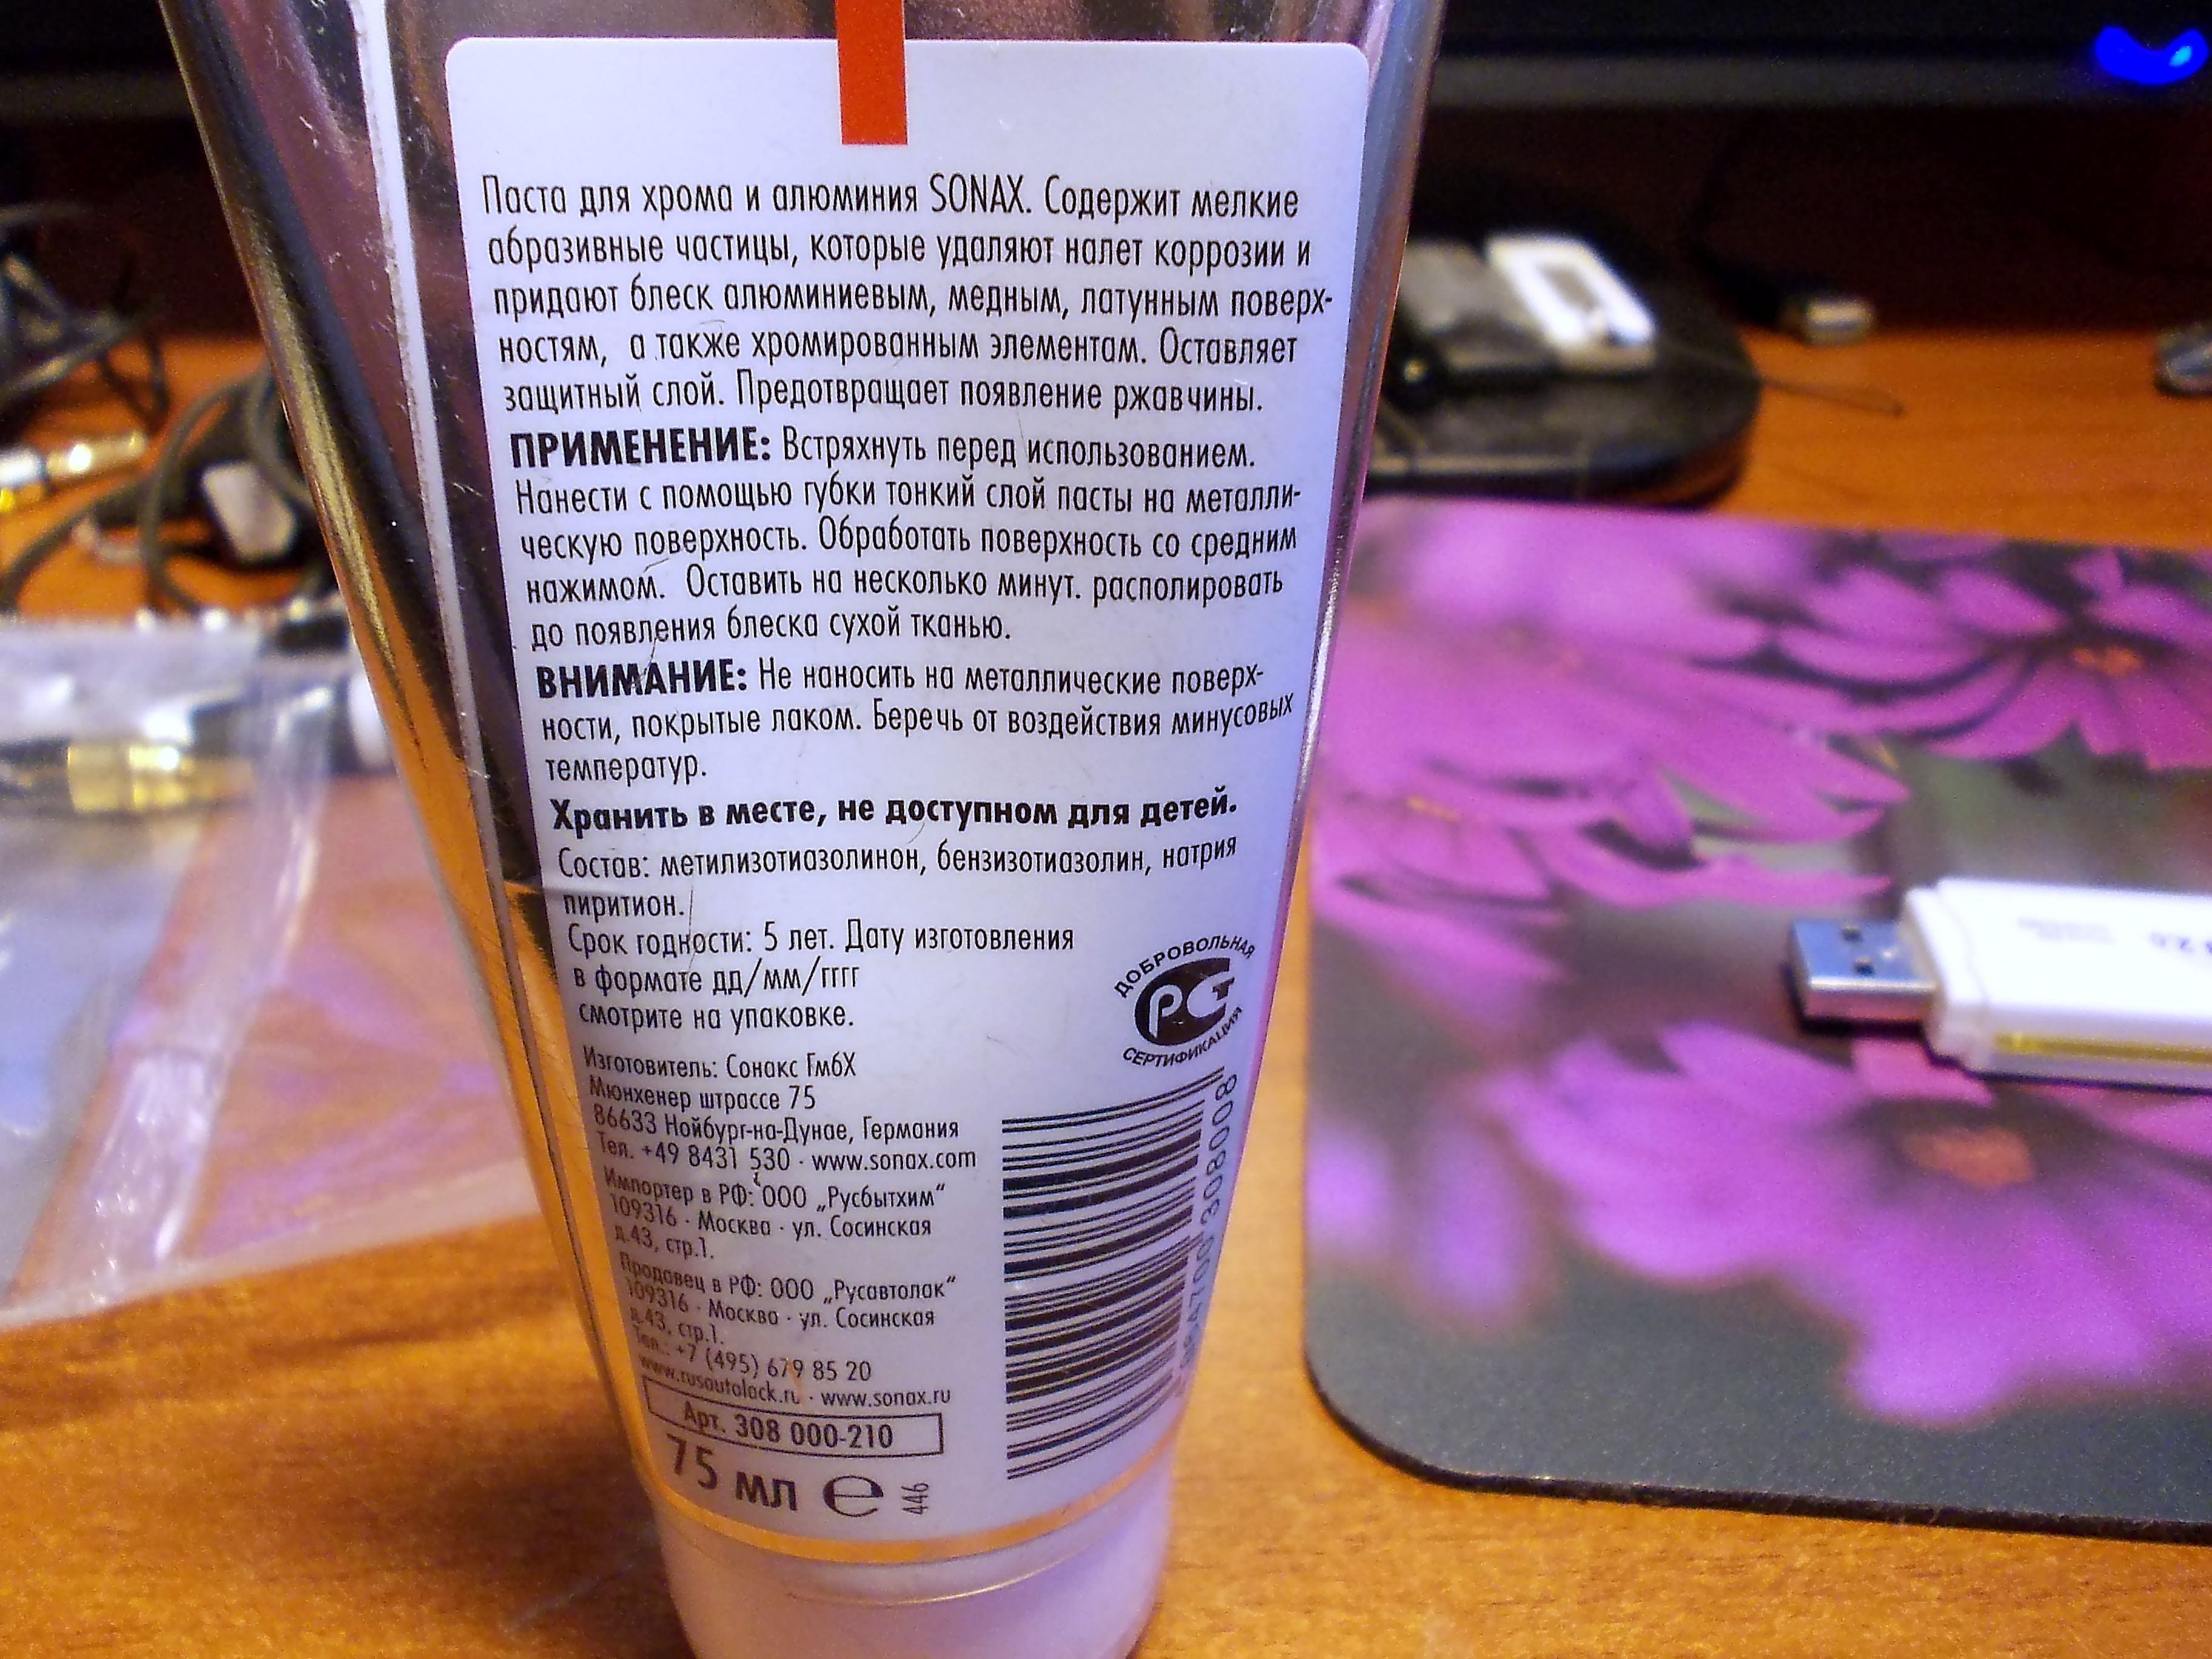 Паста для хрома и алюминия SONAX. Содержит мелкие
абразивные частицы, которые удаляют налет коррозии и
придают блеск алюминиевым, медным, латунным поверх-
ностям, а также хромированным элементам. Оставляет
защитный слой. Предотвращает появление ржавчины.
ПРИМЕНЕНИЕ: Встряхнуть перед использованием.
Нанести с помощью губки тонкий слой пасты на металли-
ческую поверхность. Обработать поверхность со средним
нажимом. Оставить на несколько минут. располировать
до появления блеска сухой тканью.
ВНИМАНИЕ: Не наносить на металлические поверх-
ности, покрытые лаком. Беречь от воздействия минусовых
температур.
Хранить в месте, не доступном для детей.
Состав: метилизотиазолинон, бензизотиазолин, натрия
пиритион.
Срок годности: 5 лет. Дату изготовления
в формате дд/мм/гггг
смотрите на упаковке.
ДОБРОВОЛЬНАЯ
РСТ
СЕРТИФИКАЦИЯ
Изготовитель: Сонакс ГмбХ
Мюнхенер штрассе 75
86633 Нойбург-на-Дунае, Германия
Тел. +49 8431 530 · www.sonax.com
Импортер в РФ: ООО „Русбытхим“
109316 · Москва · ул. Сосинская
д.43, стр.1.
Продавец в РФ: ООО „Русавтолак“
109316 · Москва · ул. Сосинская
д.43, стр.1.
Тел.: +7 (495) 679 85 20
www.rusautolack.ru · www.sonax.ru
Арт. 308 000-210
75 мл e 446
308008